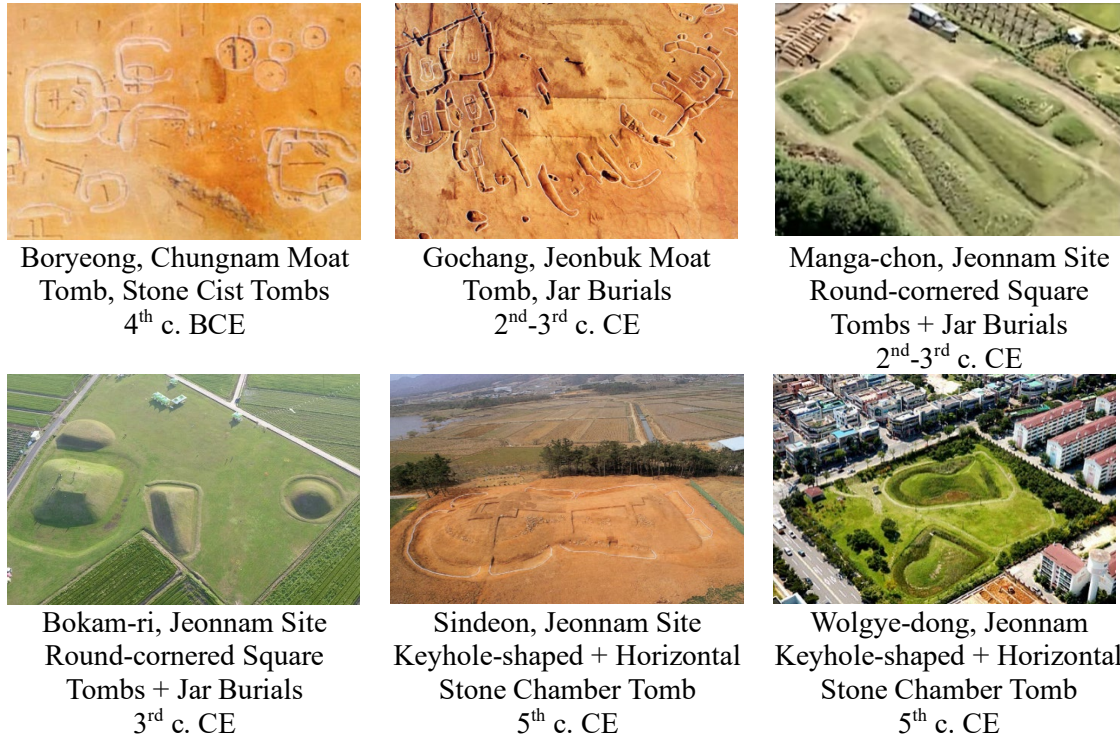 Boryeong, Chungnam Moat
Tomb, Stone Cist Tombs
4th c. BCE
Gochang, Jeonbuk Moat
Tomb, Jar Burials
2nd-3rd c. CE
Manga-chon, Jeonnam Site
Round-cornered Square
Tombs + Jar Burials
2nd-3rd c. CE
Bokam-ri, Jeonnam Site
Round-cornered Square
Tombs + Jar Burials
3rd c. CE
Sindeon, Jeonnam Site
Keyhole-shaped + Horizontal
Stone Chamber Tomb
5th c. CE
Wolgye-dong, Jeonnam
Keyhole-shaped + Horizontal
Stone Chamber Tomb
5th c. CE